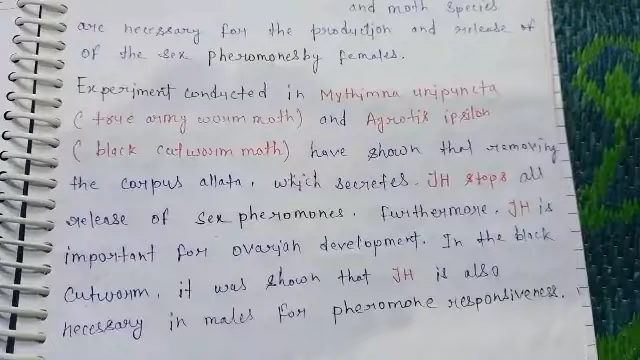 and moth species
are necessary for the production and release of
of the sex pheromones by females.
Experiment conducted in Mythimna unipuncta
(true army worm moth) and Agrotix ipsilon
(black cutworm math) have shown that removing
the corpus allata, which secretes. JH stops all
release of sex pheromones. Furthermore, JH is
important for ovarian development. In the black
cutworm, it was shown that JH is also
necessary in males for pheromone responsiveness.